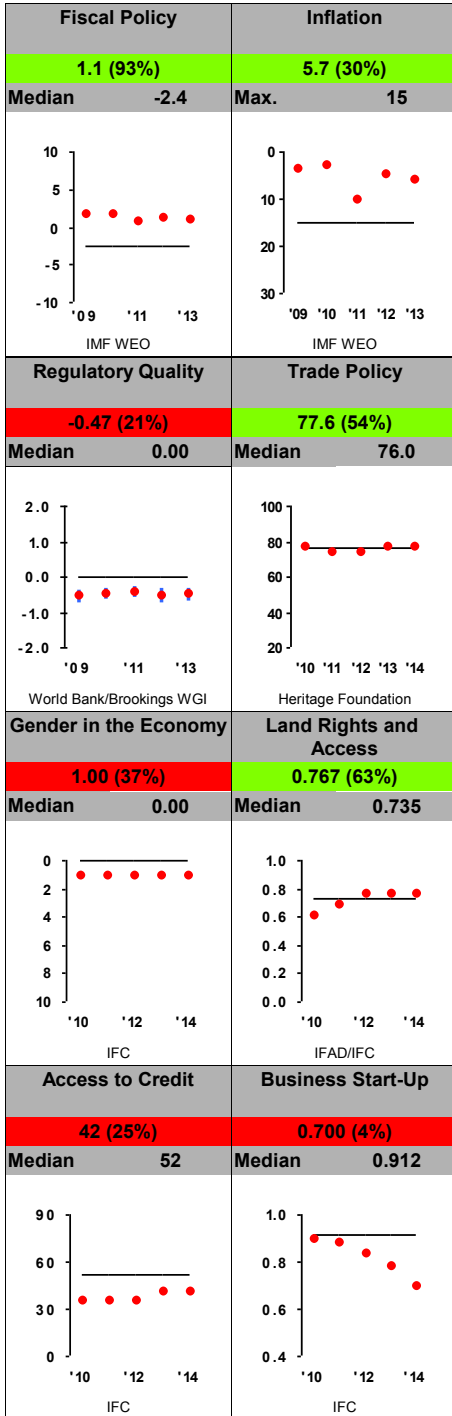 Fiscal Policy
1.1 (93%)
Median -2.4
10
5
0
-5
-10
'09 '11 '13
IMF WEO
Inflation
5.7 (30%)
Max. 15
0
10
20
30
'09 '10 '11 '12 '13
IMF WEO
Regulatory Quality
-0.47 (21%)
Median 0.00
2.0
1.0
0.0
-1.0
-2.0
'09 '11 '13
World Bank/Brookings WGI
Trade Policy
77.6 (54%)
Median 76.0
100
80
60
40
20
'10 '11 '12 '13 '14
Heritage Foundation
Gender in the Economy
1.00 (37%)
Median 0.00
0
2
4
6
8
10
'10 '12 '14
IFC
Land Rights and
Access
0.767 (63%)
Median 0.735
1.0
0.8
0.6
0.4
0.2
0.0
'10 '12 '14
IFAD/IFC
Access to Credit
42 (25%)
Median 52
90
60
30
0
'10 '12 '14
IFC
Business Start-Up
0.700 (4%)
Median 0.912
1.0
0.8
0.6
0.4
'10 '12 '14
IFC